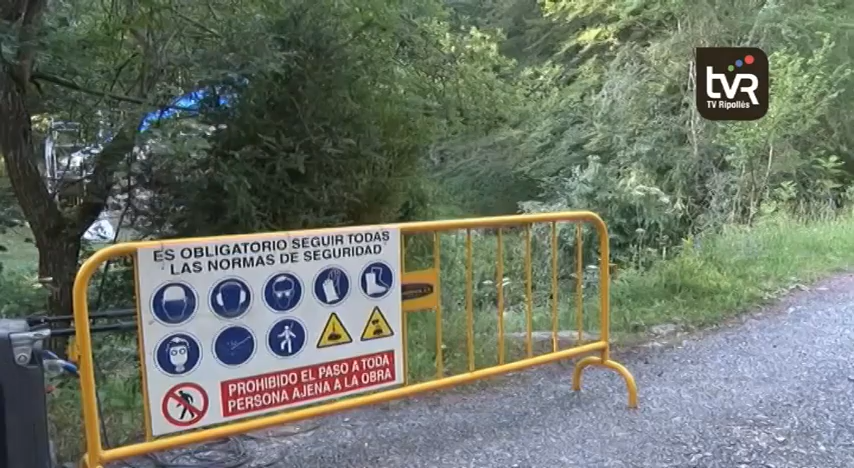 tvR
TV Ripollès
ES OBLIGATORIO SEGUIR TODAS
LAS NORMAS DE SEGURIDAD
PROHIBIDO EL PASO A TODA
PERSONA AJENA A LA OBRA